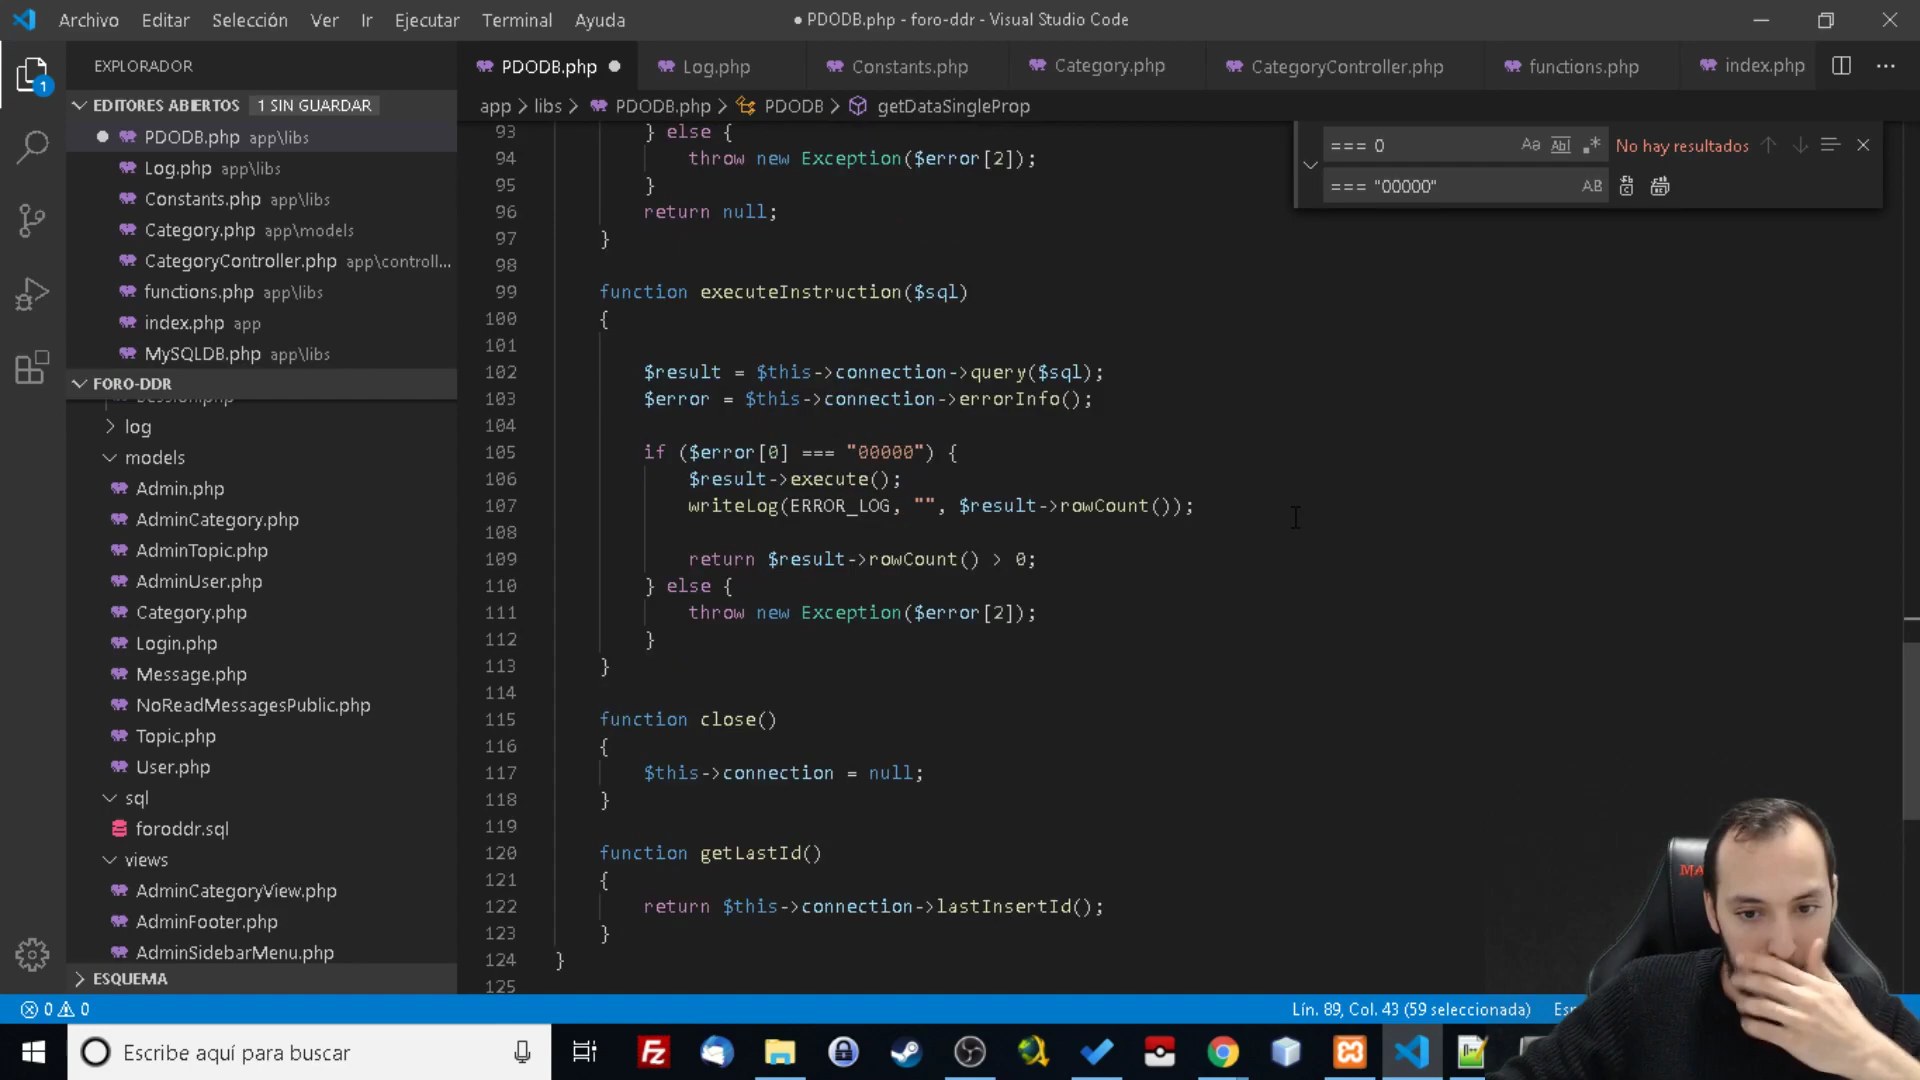 Archivo Editar Selección Ver Ir Ejecutar Terminal Ayuda
● PDODB.php - foro-ddr - Visual Studio Code
EXPLORADOR
EDITORES ABIERTOS 1 SIN GUARDAR
PDODB.php app\libs
Log.php app\libs
Constants.php app\libs
Category.php app\models
CategoryController.php app\controll...
functions.php app\libs
index.php app
MySQLDB.php app\libs
FORO-DDR
log
models
Admin.php
AdminCategory.php
AdminTopic.php
AdminUser.php
Category.php
Login.php
Message.php
NoReadMessagesPublic.php
Topic.php
User.php
sql
foroddr.sql
views
AdminCategoryView.php
AdminFooter.php
AdminSidebarMenu.php
ESQUEMA
1
PDODB.php Log.php Constants.php Category.php CategoryController.php functions.php index.php
app > libs > PDODB.php > PDODB > getDataSingleProp
=== 0 Aa Abl No hay resultados
=== "00000" AB
93 } else {
94 throw new Exception($error[2]);
95 }
96 return null;
97 }
98
99 function executeInstruction($sql)
100 {
101
102 $result = $this->connection->query($sql);
103 $error = $this->connection->errorInfo();
104
105 if ($error[0] === "00000") {
106 $result->execute();
107 writeLog(ERROR_LOG, "", $result->rowCount());
108
109 return $result->rowCount() > 0;
110 } else {
111 throw new Exception($error[2]);
112 }
113 }
114
115 function close()
116 {
117 $this->connection = null;
118 }
119
120 function getLastId()
121 {
122 return $this->connection->lastInsertId();
123 }
124 }
125
0 0
Lín. 89, Col. 43 (59 seleccionada)
Escribe aquí para buscar